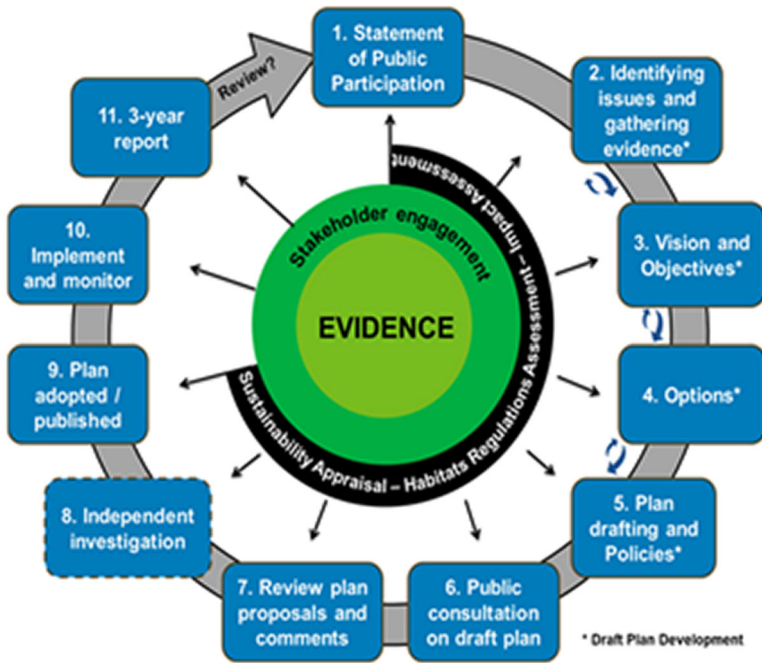 1. Statement
of Public
Participation
2. Identifying
issues and
gathering
evidence*
3. Vision and
Objectives*
4. Options*
5. Plan
drafting and
Policies*
6. Public
consultation
on draft plan
7. Review plan
proposals and
comments
8. Independent
investigation
9. Plan
adopted /
published
10.
Implement
and monitor
11. 3-year
report
Review?
Stakeholder engagement
EVIDENCE
Sustainability Appraisal – Habitats Regulations Assessment – Impact Assessment
* Draft Plan Development